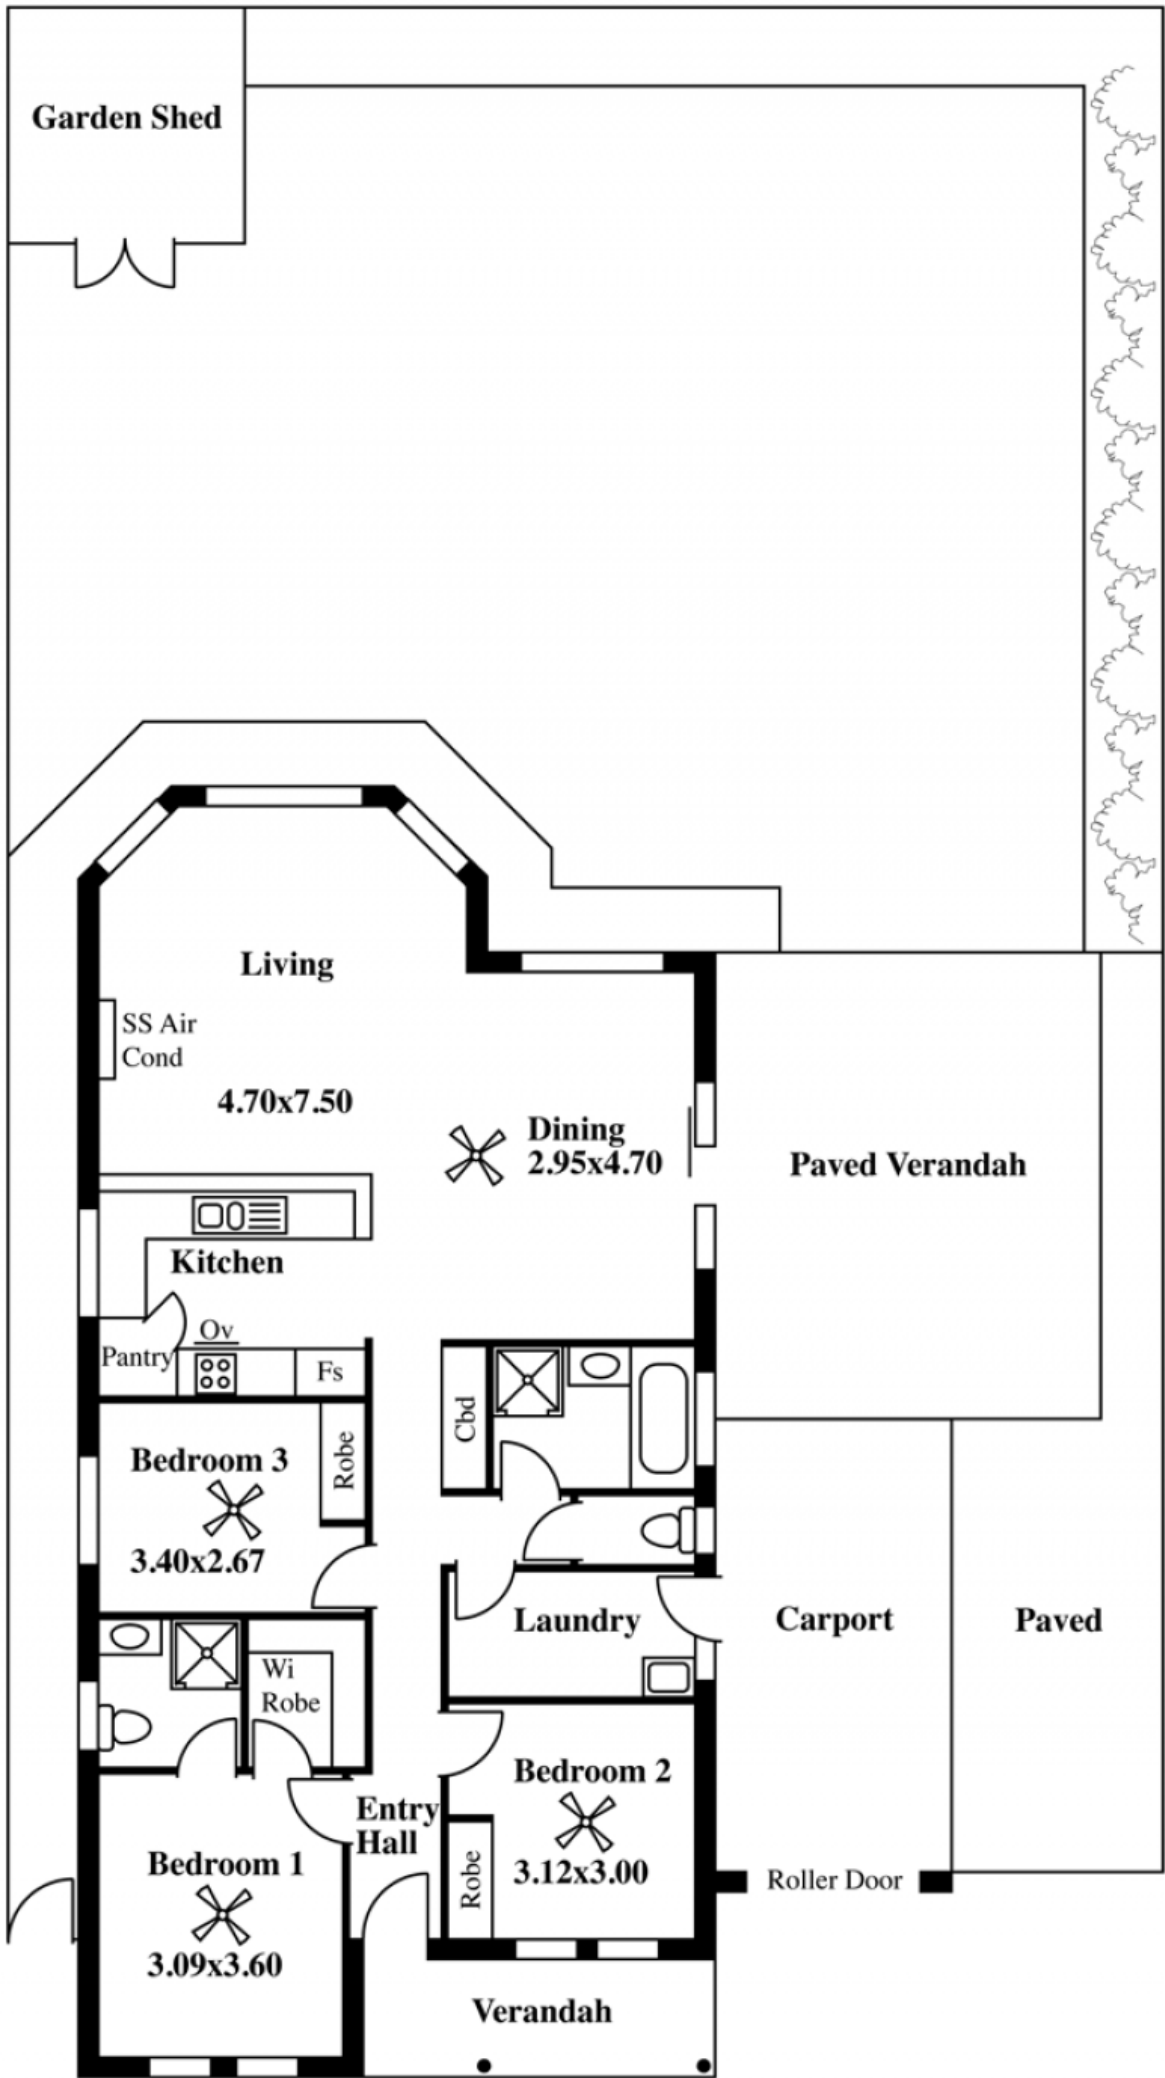 Garden Shed
Living
SS Air
Cond
4.70x7.50
Dining
2.95x4.70
Paved Verandah
Kitchen
Ov
Pantry
Fs
Cbd
Bedroom 3
Robe
3.40x2.67
Laundry
Carport
Paved
Wi
Robe
Bedroom 2
Entry
Hall
Bedroom 1
Robe
3.12x3.00
Roller Door
3.09x3.60
Verandah